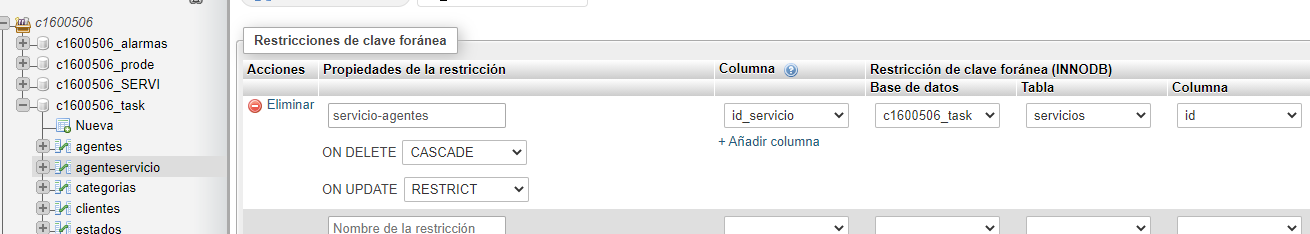 c1600506
c1600506_alarmas
c1600506_prode
c1600506_SERVI
c1600506_task
Nueva
agentes
agenteservicio
categorias
clientes
estados
Restricciones de clave foránea
Acciones Propiedades de la restricción Columna Restricción de clave foránea (INNODB)
Base de datos Tabla Columna
Eliminar servicio-agentes id_servicio c1600506_task servicios id
+ Añadir columna
ON DELETE CASCADE
ON UPDATE RESTRICT
Nombre de la restricción